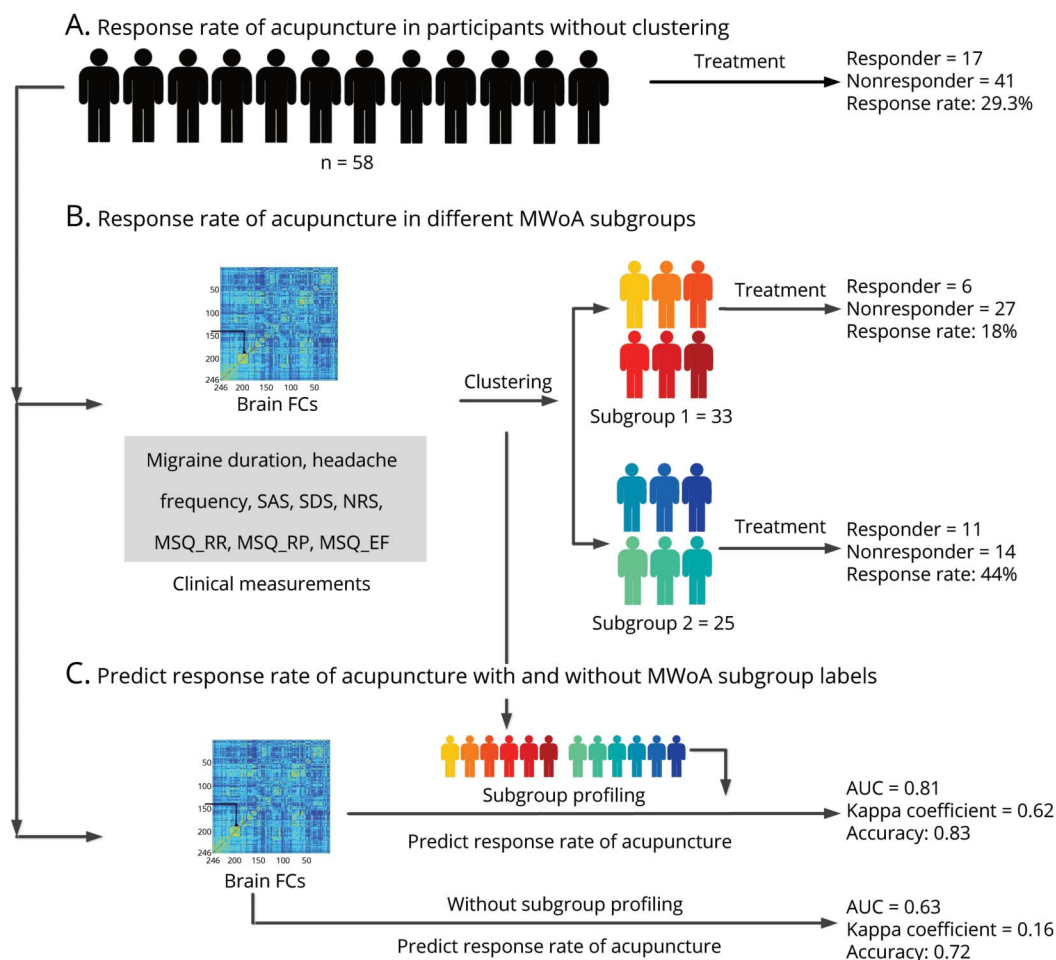 A. Response rate of acupuncture in participants without clustering
Treatment
Responder = 17
Nonresponder = 41
Response rate: 29.3%
n = 58
B. Response rate of acupuncture in different MWoA subgroups
50
100
150
200
246
246 200 150 100 50
Brain FCs
Migraine duration, headache
frequency, SAS, SDS, NRS,
MSQ_RR, MSQ_RP, MSQ_EF
Clinical measurements
Clustering
Subgroup 1 = 33
Treatment
Responder = 6
Nonresponder = 27
Response rate: 18%
Subgroup 2 = 25
Treatment
Responder = 11
Nonresponder = 14
Response rate: 44%
C. Predict response rate of acupuncture with and without MWoA subgroup labels
50
100
150
200
246
246 200 150 100 50
Brain FCs
Subgroup profiling
Predict response rate of acupuncture
AUC = 0.81
Kappa coefficient = 0.62
Accuracy: 0.83
Without subgroup profiling
Predict response rate of acupuncture
AUC = 0.63
Kappa coefficient = 0.16
Accuracy: 0.72